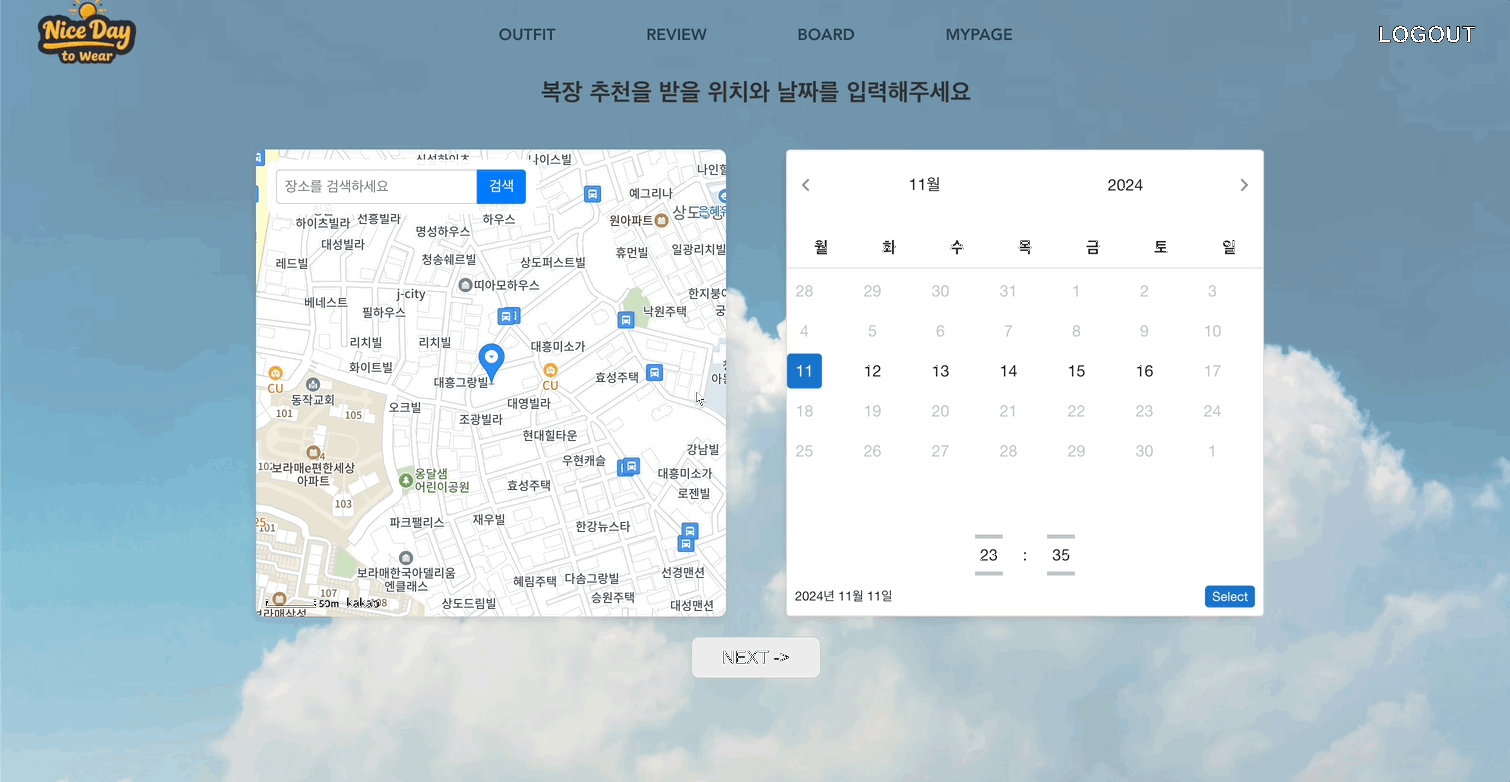 Nice Day
to Wear
OUTFIT REVIEW BOARD MYPAGE
LOGOUT
복장 추천을 받을 위치와 날짜를 입력해주세요
나이스빌
장소를 검색하세요
검색
예그리나
원아파트
하이츠빌라
선흥빌라
하우스
명성하우스
대성빌라
휴먼빌
일광리치빌
청송쉐르빌
상도퍼스트빌
레드빌
띠아모하우스
j-city
베네스트
필하우스
낙원주택
리치빌
리치빌
대흥미소가
화이트빌
대흥그랑빌
CU
효성주택
CU
동작교회
101
105
오크빌
대영빌라
조광빌라
현대힐타운
강남빌
우현캐슬
보라매e편한세상
아파트
대흥미소가
옹달샘
어린이공원
효성주택
로젠빌
103
101
파크팰리스
재우빌
한강뉴스타
보라매한국아델리움
엔클래스
선경맨션
혜림주택
다솜그랑빌
107
승원주택
50m
kakao
상도드림빌
대성맨션
11월 2024
월 화 수 목 금 토 일
28 29 30 31 1 2 3
4 5 6 7 8 9 10
11 12 13 14 15 16 17
18 19 20 21 22 23 24
25 26 27 28 29 30 1
23 : 35
2024년 11월 11일
Select
NEXT ->